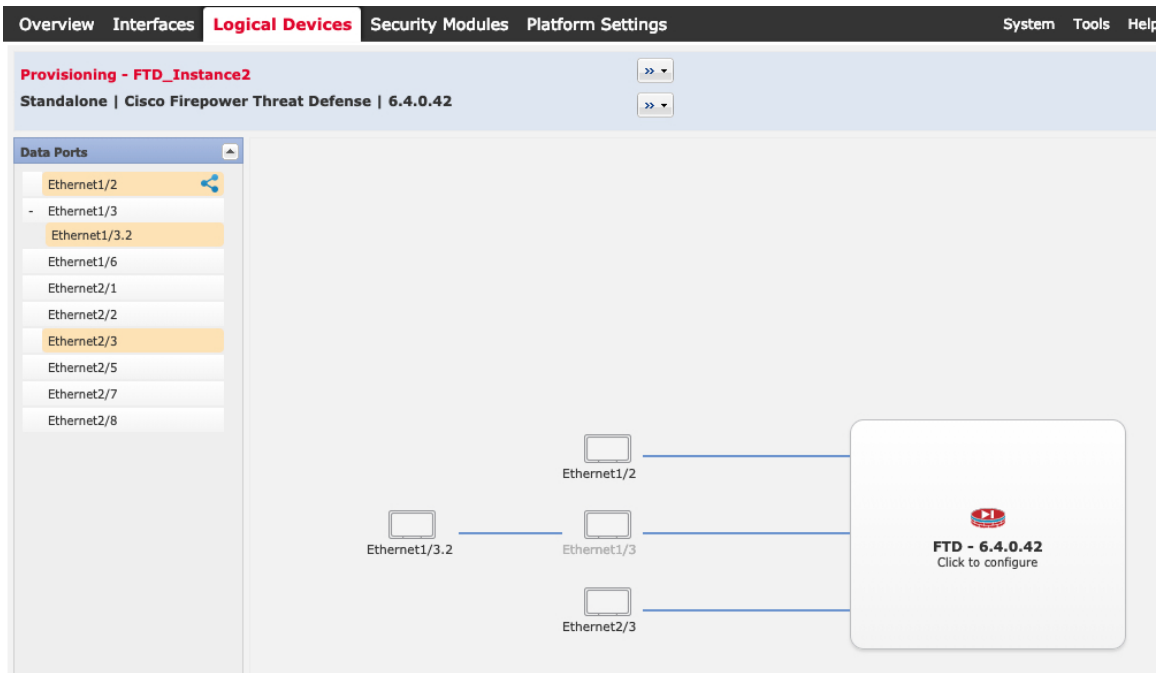 Overview Interfaces Logical Devices Security Modules Platform Settings System Tools Help
Provisioning - FTD_Instance2
Standalone | Cisco Firepower Threat Defense | 6.4.0.42
Data Ports
Ethernet1/2
- Ethernet1/3
Ethernet1/3.2
Ethernet1/6
Ethernet2/1
Ethernet2/2
Ethernet2/3
Ethernet2/5
Ethernet2/7
Ethernet2/8
Ethernet1/2
Ethernet1/3.2
Ethernet1/3
Ethernet2/3
FTD - 6.4.0.42
Click to configure